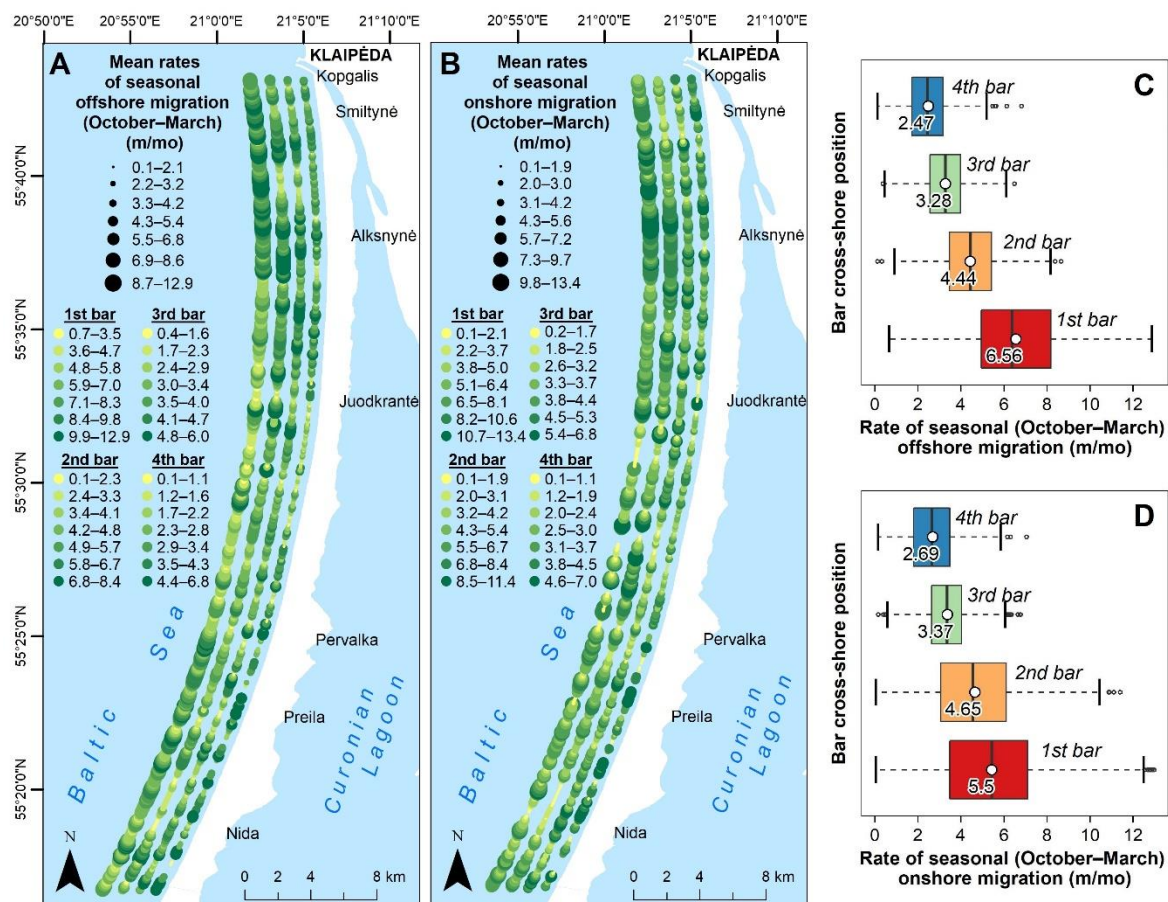 20°50'0"E 20°55'0"E 21°0'0"E 21°5'0"E 21°10'0"E
55°40'0"N
55°35'0"N
55°30'0"N
55°25'0"N
55°20'0"N
A
Mean rates
of seasonal
offshore migration
(October–March)
(m/mo)
0.1–2.1
2.2–3.2
3.3–4.2
4.3–5.4
5.5–6.8
6.9–8.6
8.7–12.9
1st bar 3rd bar
0.7–3.5 0.4–1.6
3.6–4.7 1.7–2.3
4.8–5.8 2.4–2.9
5.9–7.0 3.0–3.4
7.1–8.3 3.5–4.0
8.4–9.8 4.1–4.7
9.9–12.9 4.8–6.0
2nd bar 4th bar
0.1–2.3 0.1–1.1
2.4–3.3 1.2–1.6
3.4–4.1 1.7–2.2
4.2–4.8 2.3–2.8
4.9–5.7 2.9–3.4
5.8–6.7 3.5–4.3
6.8–8.4 4.4–6.8
KLAIPĖDA
Kopgalis
Smiltynė
Alksnynė
Juodkrantė
Pervalka
Preila
Nida
Baltic Sea
Curonian
Lagoon
N
0 2 4 8 km
20°55'0"E 21°0'0"E 21°5'0"E 21°10'0"E
B
Mean rates
of seasonal
onshore migration
(October–March)
(m/mo)
0.1–1.9
2.0–3.0
3.1–4.2
4.3–5.6
5.7–7.2
7.3–9.7
9.8–13.4
1st bar 3rd bar
0.1–2.1 0.2–1.7
2.2–3.7 1.8–2.5
3.8–5.0 2.6–3.2
5.1–6.4 3.3–3.7
6.5–8.1 3.8–4.4
8.2–10.6 4.5–5.3
10.7–13.4 5.4–6.8
2nd bar 4th bar
0.1–1.9 0.1–1.1
2.0–3.1 1.2–1.9
3.2–4.2 2.0–2.4
4.3–5.4 2.5–3.0
5.5–6.7 3.1–3.7
6.8–8.4 3.8–4.5
8.5–11.4 4.6–7.0
KLAIPĖDA
Kopgalis
Smiltynė
Alksnynė
Juodkrantė
Pervalka
Preila
Nida
Baltic Sea
Curonian
Lagoon
N
0 2 4 8 km
C
Bar cross-shore position
4th bar
2.47
3rd bar
3.28
2nd bar
4.44
1st bar
6.56
0 2 4 6 8 10 12
Rate of seasonal (October–March)
offshore migration (m/mo)
D
Bar cross-shore position
4th bar
2.69
3rd bar
3.37
2nd bar
4.65
1st bar
5.5
0 2 4 6 8 10 12
Rate of seasonal (October–March)
onshore migration (m/mo)